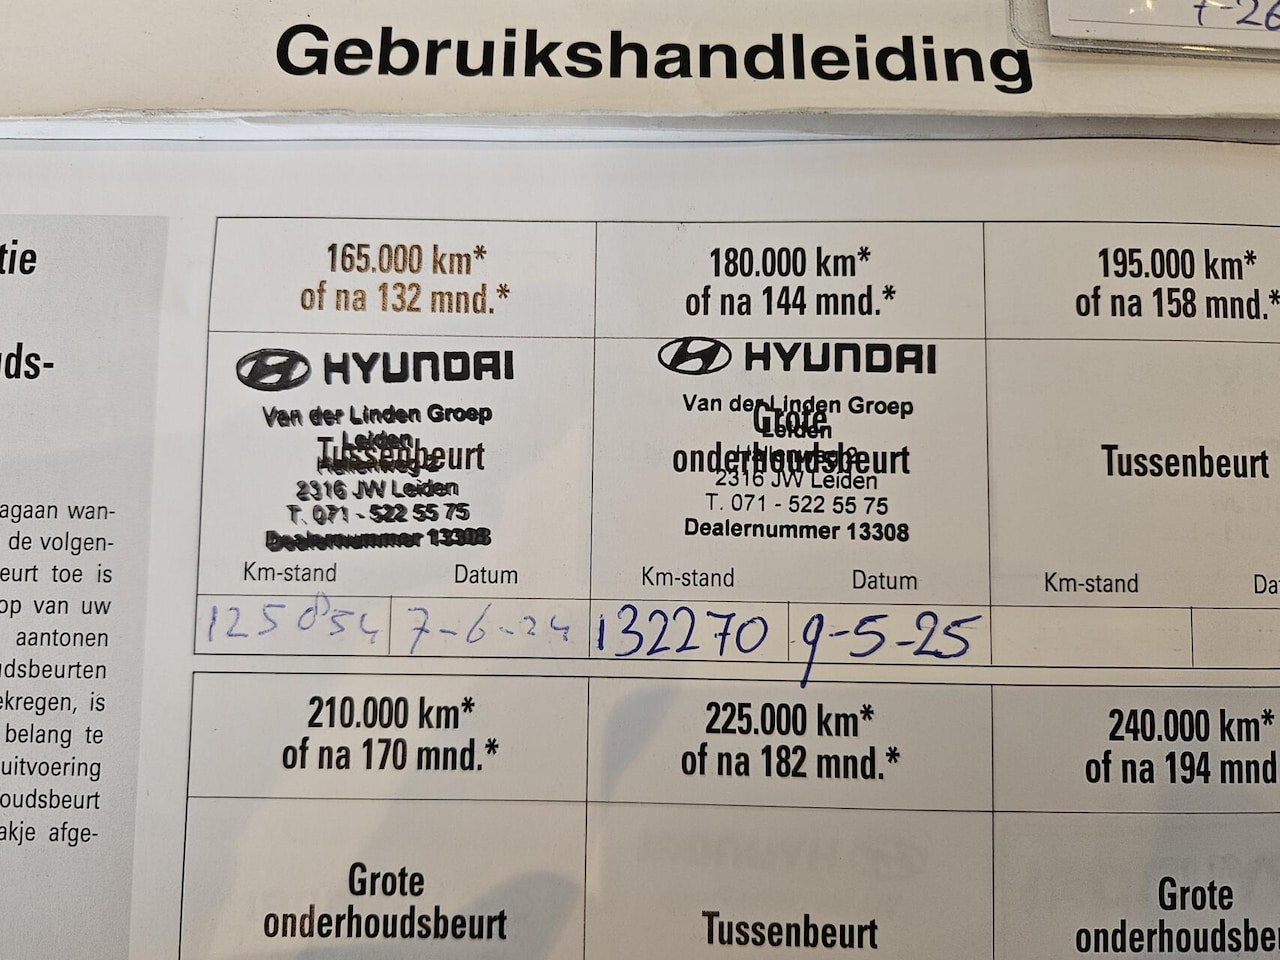 Gebruikshandleiding
7-26
tie
ds-
agaan wan-
de volgen-
eurt toe is
op van uw
aantonen
udsbeurten
ekregen, is
belang te
uitvoering
oudsbeurt
akje afge-
165.000 km*
of na 132 mnd.*
HYUNDAI
Van der Linden Groep
Leiden
Tussenbeurt
2316 JW Leiden
T. 071 - 522 55 75
Dealernummer 13308
Km-stand Datum
125854 7-6-24
180.000 km*
of na 144 mnd.*
HYUNDAI
Van der Linden Groep
Grote
Leiden
onderhoudsbeurt
2316 JW Leiden
T. 071 - 522 55 75
Dealernummer 13308
Km-stand Datum
132270 9-5-25
195.000 km*
of na 158 mnd.*
Tussenbeurt
Km-stand Da
210.000 km*
of na 170 mnd.*
Grote
onderhoudsbeurt
225.000 km*
of na 182 mnd.*
Tussenbeurt
240.000 km*
of na 194 mnd
Grote
onderhoudsbe